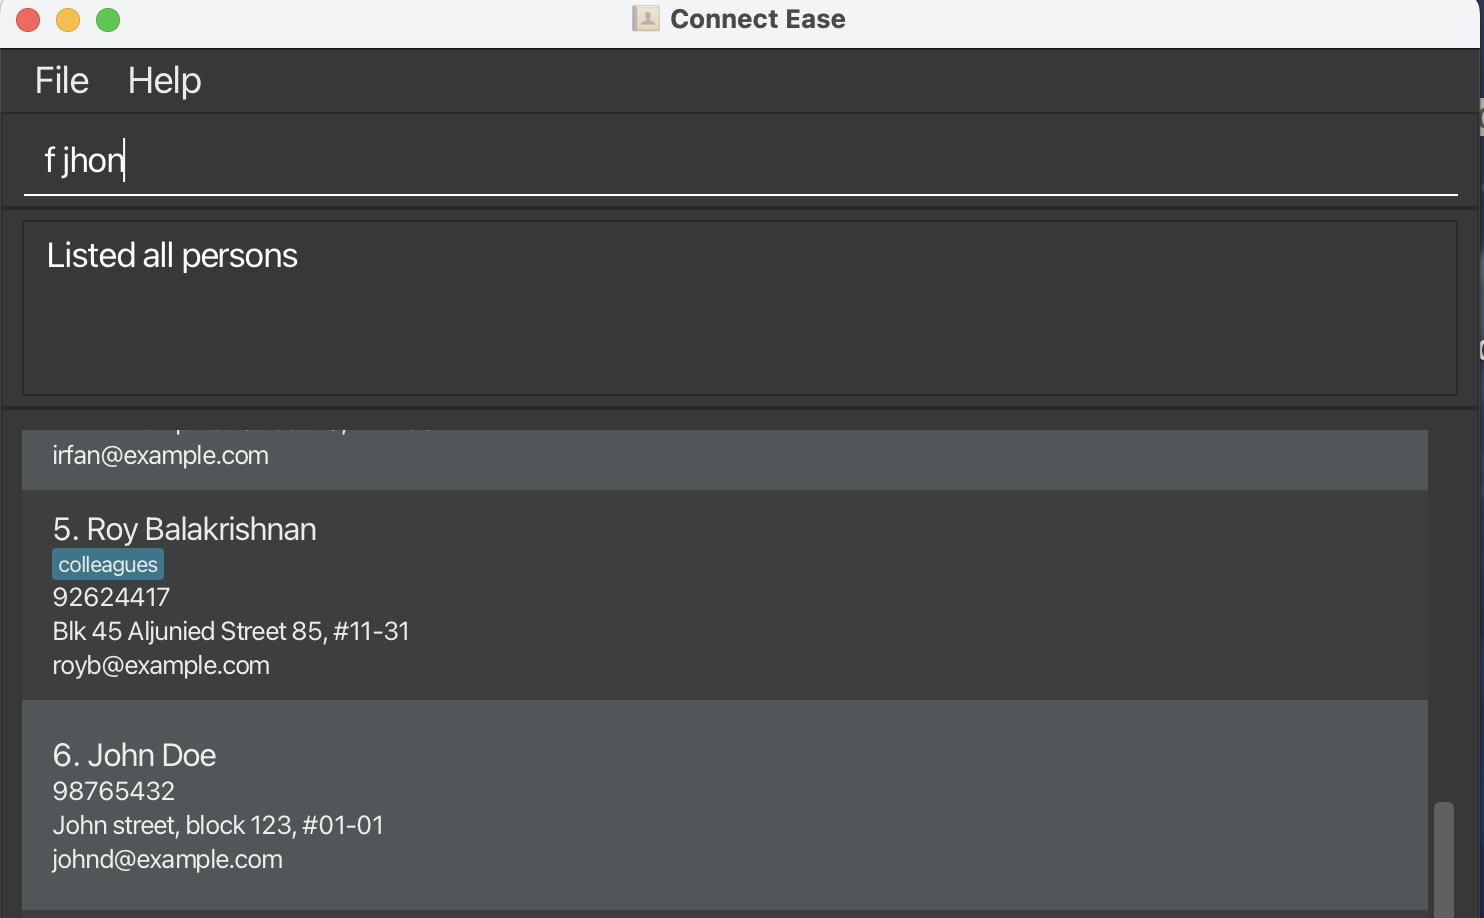 Connect Ease
File Help
f jhon
Listed all persons
irfan@example.com
5. Roy Balakrishnan
colleagues
92624417
Blk 45 Aljunied Street 85, #11-31
royb@example.com
6. John Doe
98765432
John street, block 123, #01-01
johnd@example.com